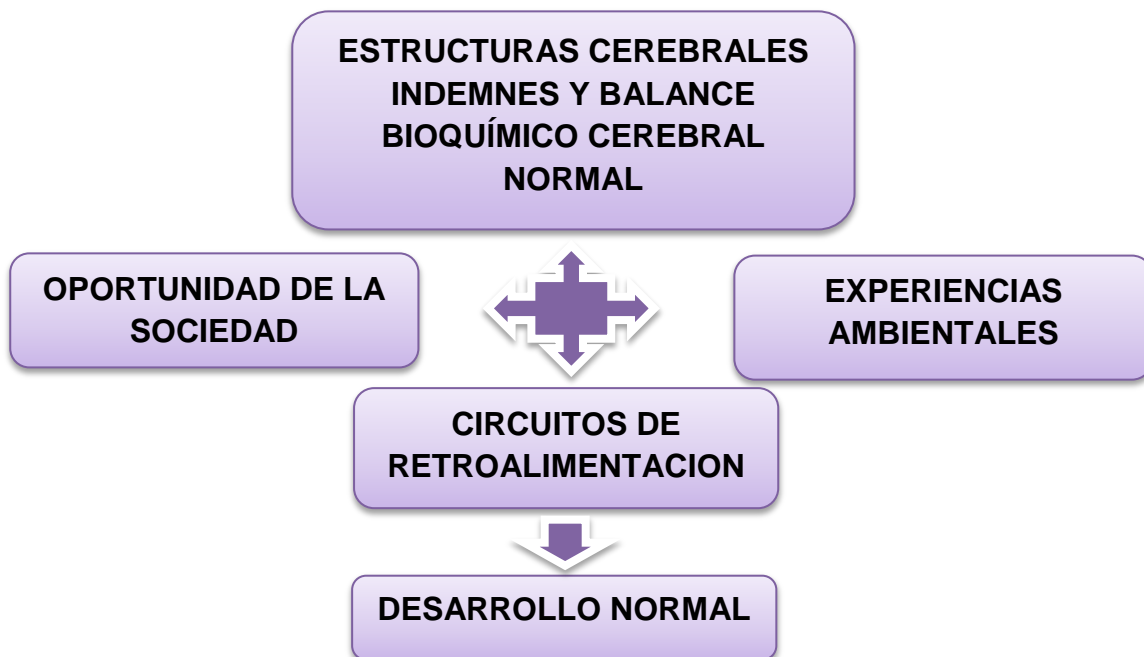 ESTRUCTURAS CEREBRALES
INDEMNES Y BALANCE
BIOQUÍMICO CEREBRAL
NORMAL
OPORTUNIDAD DE LA
SOCIEDAD
EXPERIENCIAS
AMBIENTALES
CIRCUITOS DE
RETROALIMENTACION
DESARROLLO NORMAL